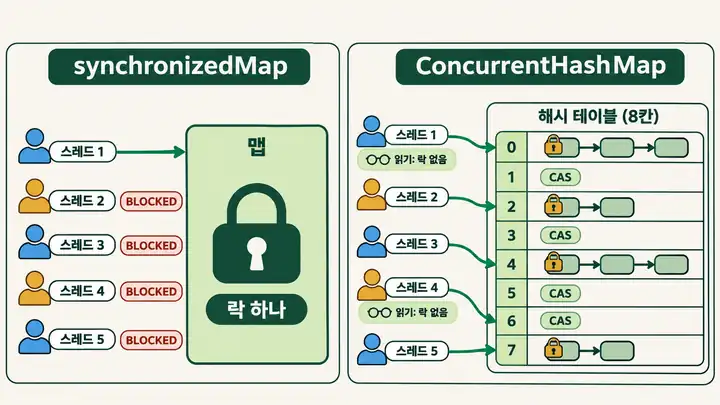 synchronizedMap
스레드 1
스레드 2 BLOCKED
스레드 3 BLOCKED
스레드 4 BLOCKED
스레드 5 BLOCKED
맵
락 하나
ConcurrentHashMap
스레드 1
읽기: 락 없음
스레드 2
스레드 3
스레드 4
읽기: 락 없음
스레드 5
해시 테이블 (8칸)
0
1 CAS
2
3 CAS
4
5 CAS
6 CAS
7